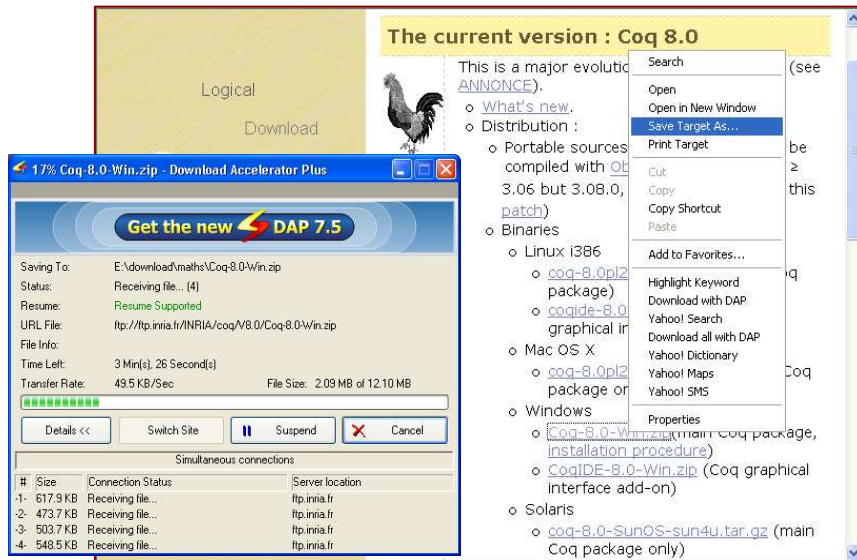 The current version : Coq 8.0
Logical
Download
This is a major evolutio
(see
ANNONCE).
What's new.
Distribution :
Portable sources
be
compiled with Ob
≥
3.06 but 3.08.0,
this
patch)
Binaries
Linux i386
coq-8.0pl2
oq
package)
coqide-8.0
graphical in
Mac OS X
coq-8.0pl2
Coq
package on
Windows
Coq-8.0-Win.zip(main Coq package,
installation procedure)
CoqIDE-8.0-Win.zip (Coq graphical
interface add-on)
Solaris
coq-8.0-SunOS-sun4u.tar.gz (main
Coq package only)
Search
Open
Open in New Window
Save Target As...
Print Target
Cut
Copy
Copy Shortcut
Paste
Add to Favorites...
Highlight Keyword
Download with DAP
Yahoo! Search
Download all with DAP
Yahoo! Dictionary
Yahoo! Maps
Yahoo! SMS
Properties
17% Coq-8.0-Win.zip - Download Accelerator Plus
Get the new DAP 7.5
Saving To: E:\download\maths\Coq-8.0-Win.zip
Status: Receiving file... (4)
Resume: Resume Supported
URL File: ftp://ftp.inria.fr/INRIA/coq/V8.0/Coq-8.0-Win.zip
File Info:
Time Left: 3 Min(s), 26 Second(s)
Transfer Rate: 49.5 KB/Sec File Size: 2.09 MB of 12.10 MB
Details << Switch Site Suspend Cancel
Simultaneous connections
# Size Connection Status Server location
-1- 617.9 KB Receiving file... ftp.inria.fr
-2- 473.7 KB Receiving file... ftp.inria.fr
-3- 503.7 KB Receiving file... ftp.inria.fr
-4- 548.5 KB Receiving file... ftp.inria.fr